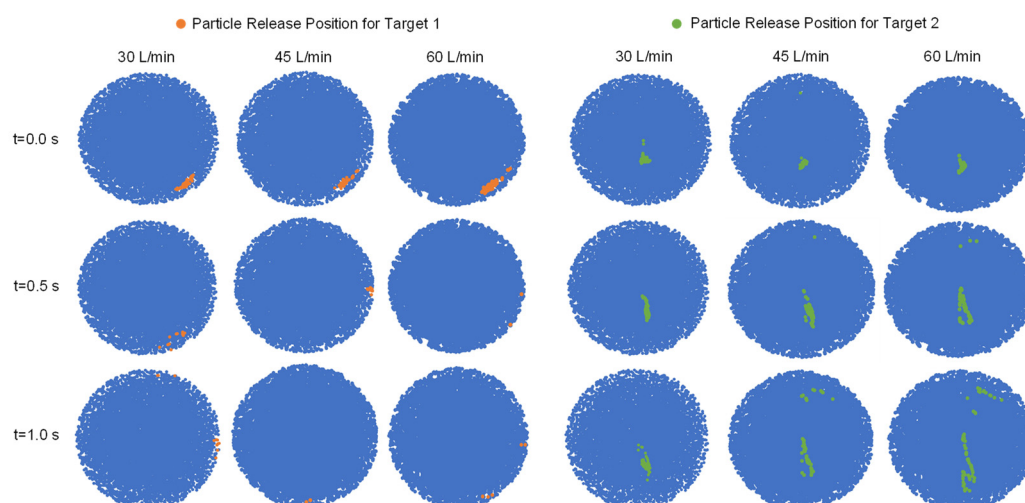 Particle Release Position for Target 1
Particle Release Position for Target 2
30 L/min 45 L/min 60 L/min 30 L/min 45 L/min 60 L/min
t=0.0 s
t=0.5 s
t=1.0 s